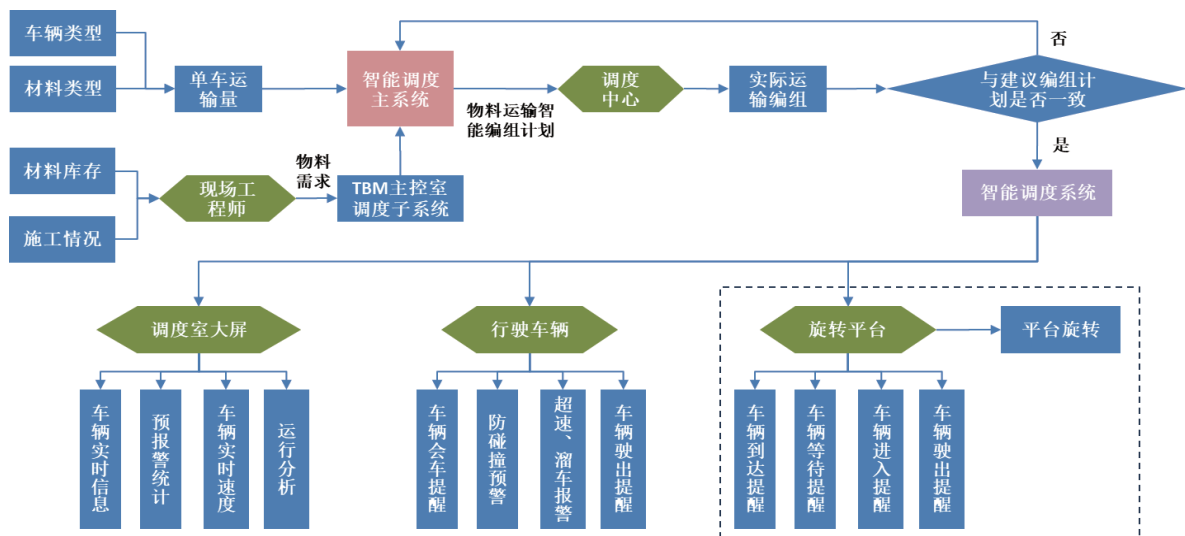 车辆类型
材料类型
单车运
输量
智能调度
主系统
物料运输智
能编组计划
调度
中心
实际运
输编组
与建议编组计
划是否一致
否
是
材料库存
施工情况
现场工
程师
物料
需求
TBM主控室
调度子系统
智能调度系统
调度室大屏
行驶车辆
旋转平台
平台旋转
车辆实时信息
预报警统计
车辆实时速度
运行分析
车辆会车提醒
防碰撞预警
超速、溜车报警
车辆驶出提醒
车辆到达提醒
车辆等待提醒
车辆进入提醒
车辆驶出提醒